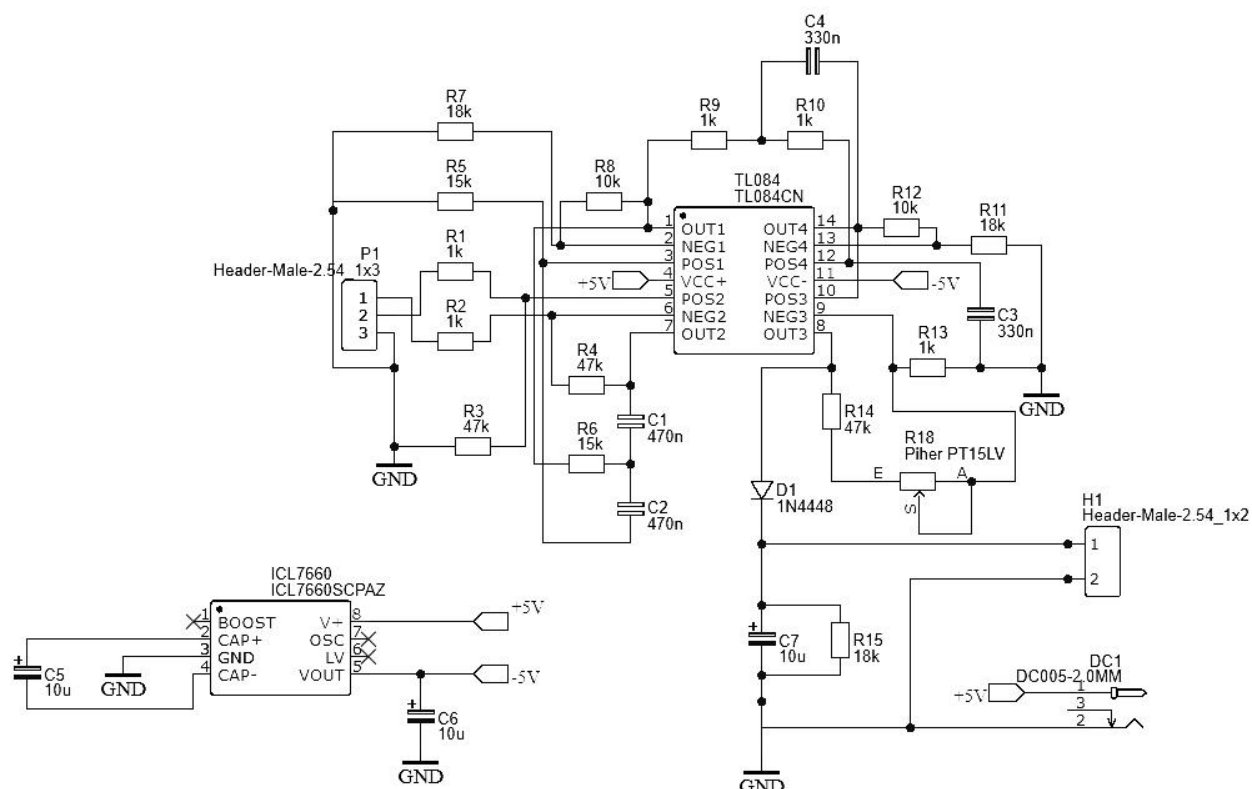 C4
330n
R7
18k
R9
1k
R10
1k
R5
15k
R8
10k
TL084
TL084CN
R12
10k
R11
18k
P1
Header-Male-2.54_1x3
R1
1k
1
2
3
R2
1k
1 OUT1 OUT4 14
2 NEG1 NEG4 13
3 POS1 POS4 12
+5V 4 VCC+ VCC- 11 -5V
5 POS2 POS3 10
6 NEG2 NEG3 9
7 OUT2 OUT3 8
C3
330n
R13
1k
R4
47k
GND
R3
47k
C1
470n
R14
47k
R6
15k
R18
Piher PT15LV
E A
S
GND
C2
470n
D1
1N4448
H1
Header-Male-2.54_1x2
1
2
ICL7660
ICL7660SCPAZ
1 BOOST V+ 8 +5V
2 CAP+ OSC 7
3 GND LV 6
4 CAP- VOUT 5 -5V
C5
10u
GND
C6
10u
GND
C7
10u
R15
18k
DC1
DC005-2.0MM
+5V 1
3
2
GND